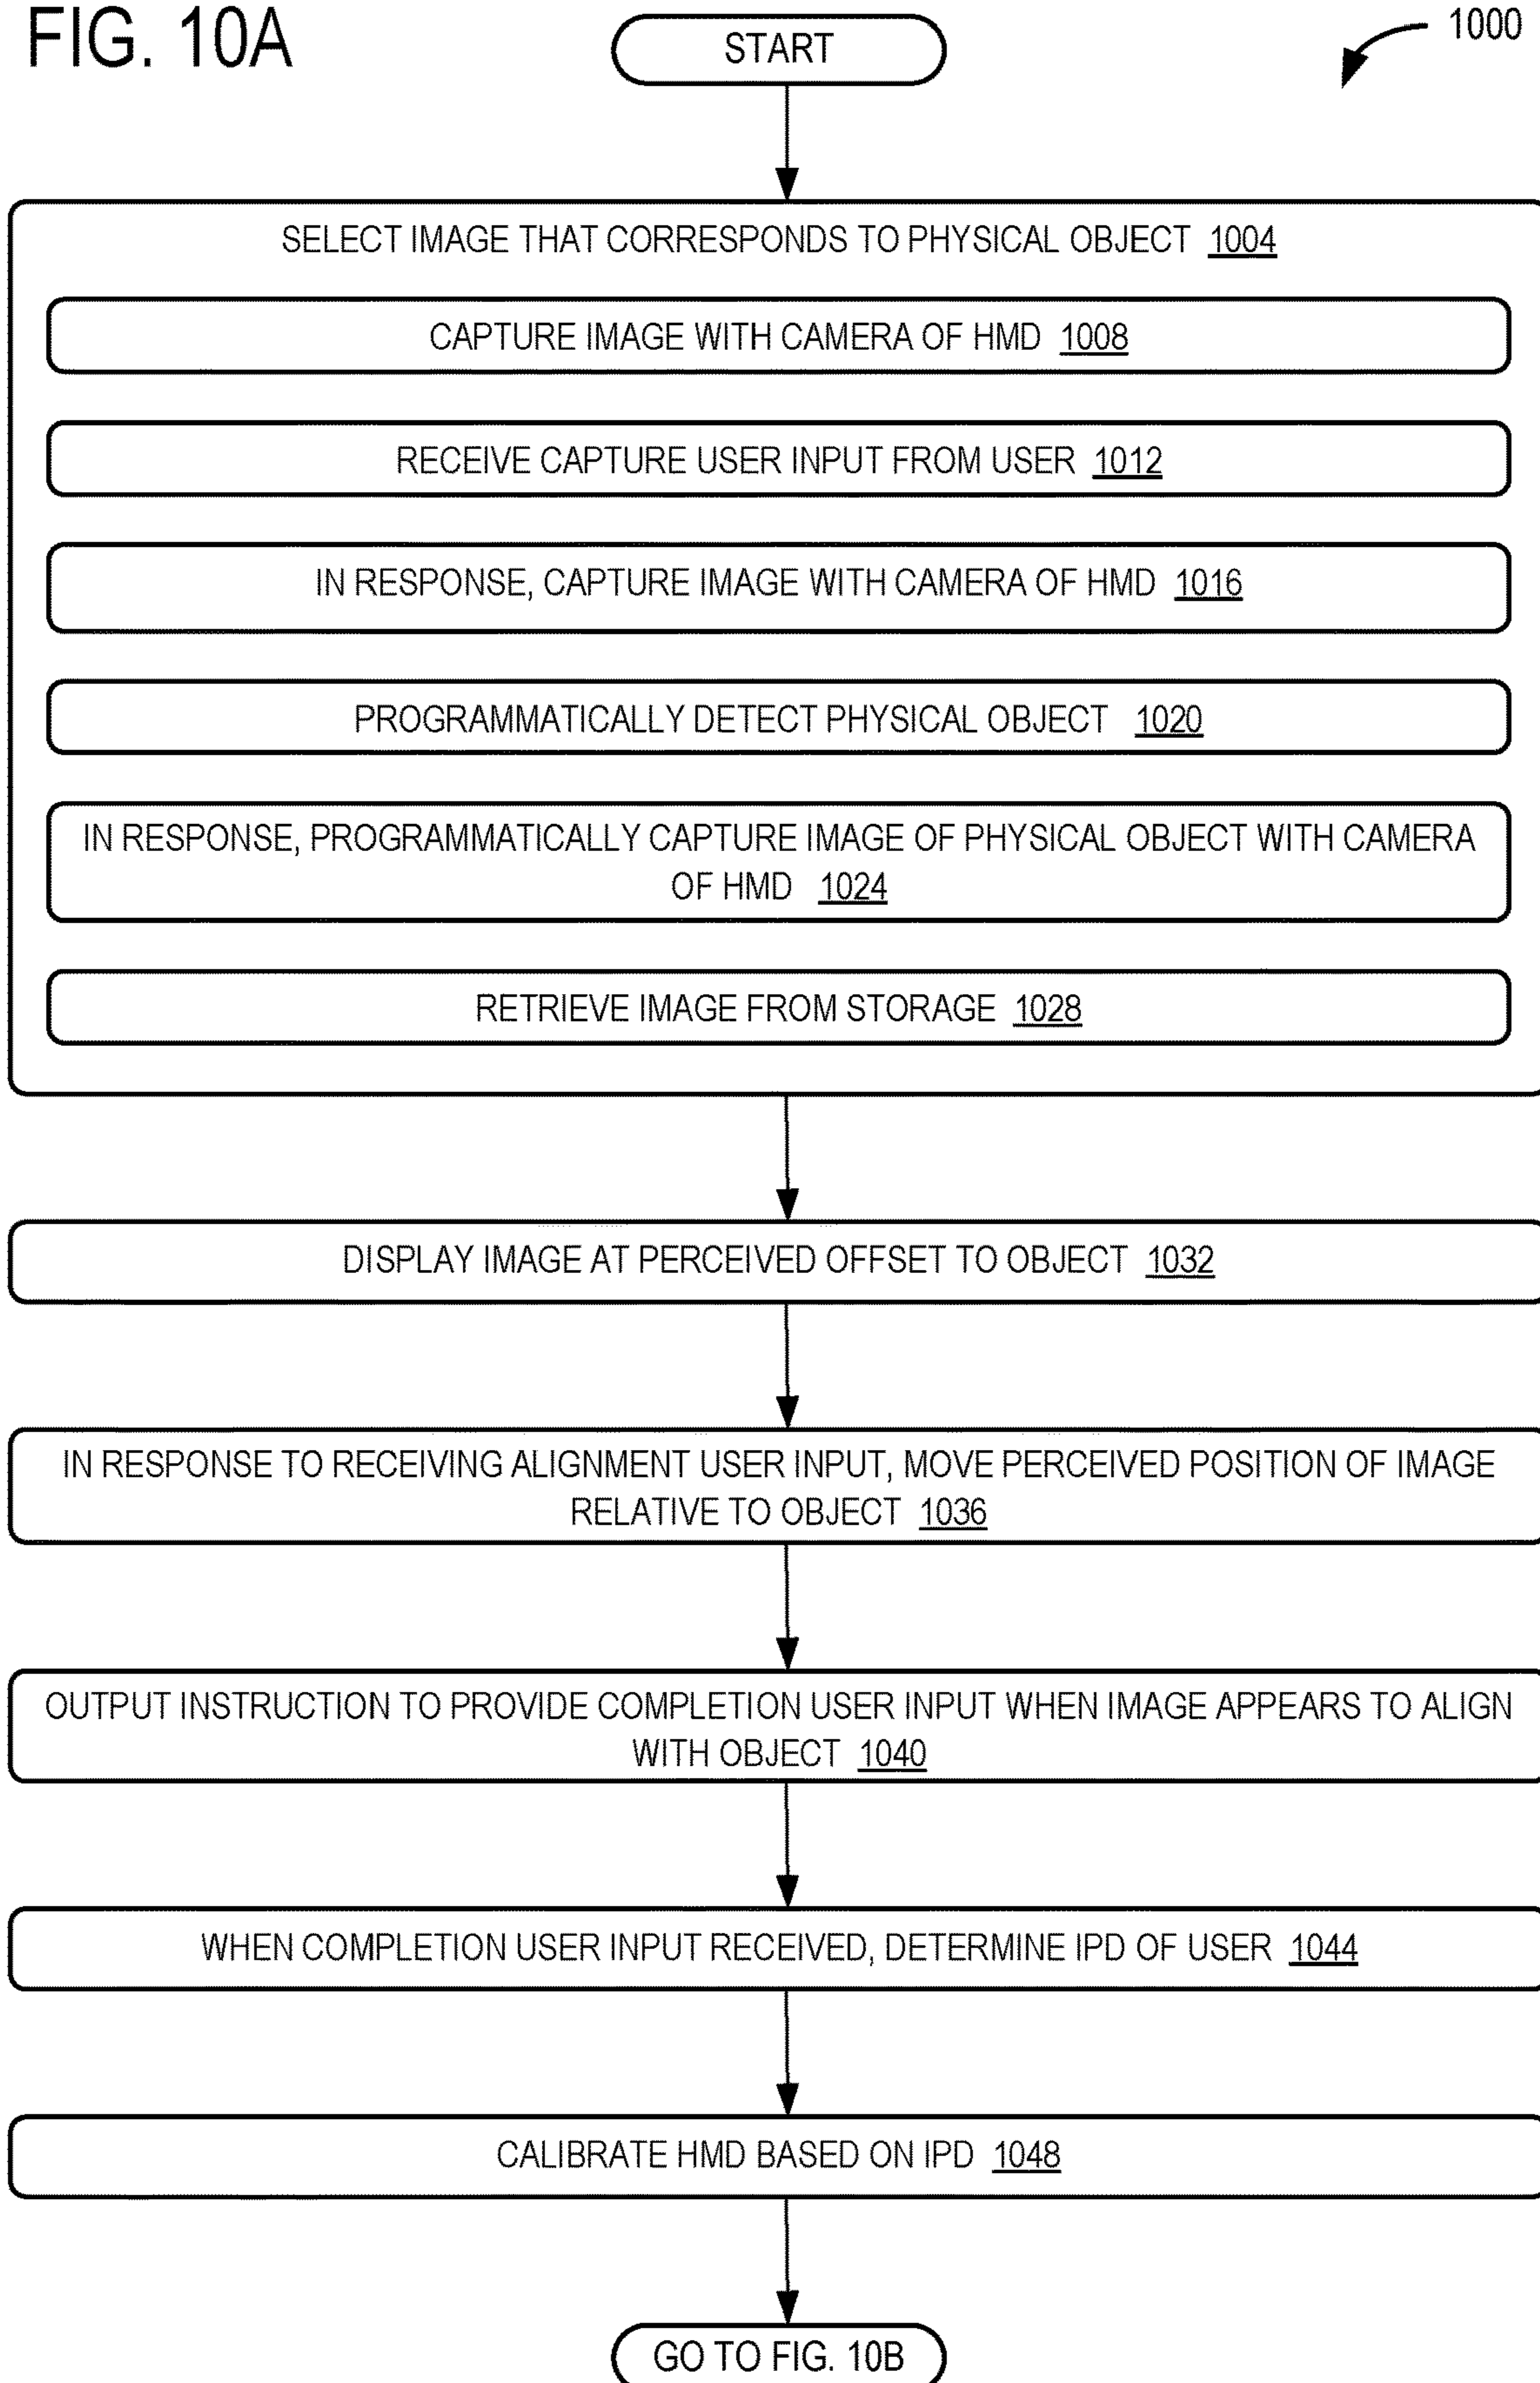 FIG. 10A
1000
START
SELECT IMAGE THAT CORRESPONDS TO PHYSICAL OBJECT 1004
CAPTURE IMAGE WITH CAMERA OF HMD 1008
RECEIVE CAPTURE USER INPUT FROM USER 1012
IN RESPONSE, CAPTURE IMAGE WITH CAMERA OF HMD 1016
PROGRAMMATICALLY DETECT PHYSICAL OBJECT 1020
IN RESPONSE, PROGRAMMATICALLY CAPTURE IMAGE OF PHYSICAL OBJECT WITH CAMERA
OF HMD 1024
RETRIEVE IMAGE FROM STORAGE 1028
DISPLAY IMAGE AT PERCEIVED OFFSET TO OBJECT 1032
IN RESPONSE TO RECEIVING ALIGNMENT USER INPUT, MOVE PERCEIVED POSITION OF IMAGE
RELATIVE TO OBJECT 1036
OUTPUT INSTRUCTION TO PROVIDE COMPLETION USER INPUT WHEN IMAGE APPEARS TO ALIGN
WITH OBJECT 1040
WHEN COMPLETION USER INPUT RECEIVED, DETERMINE IPD OF USER 1044
CALIBRATE HMD BASED ON IPD 1048
GO TO FIG. 10B